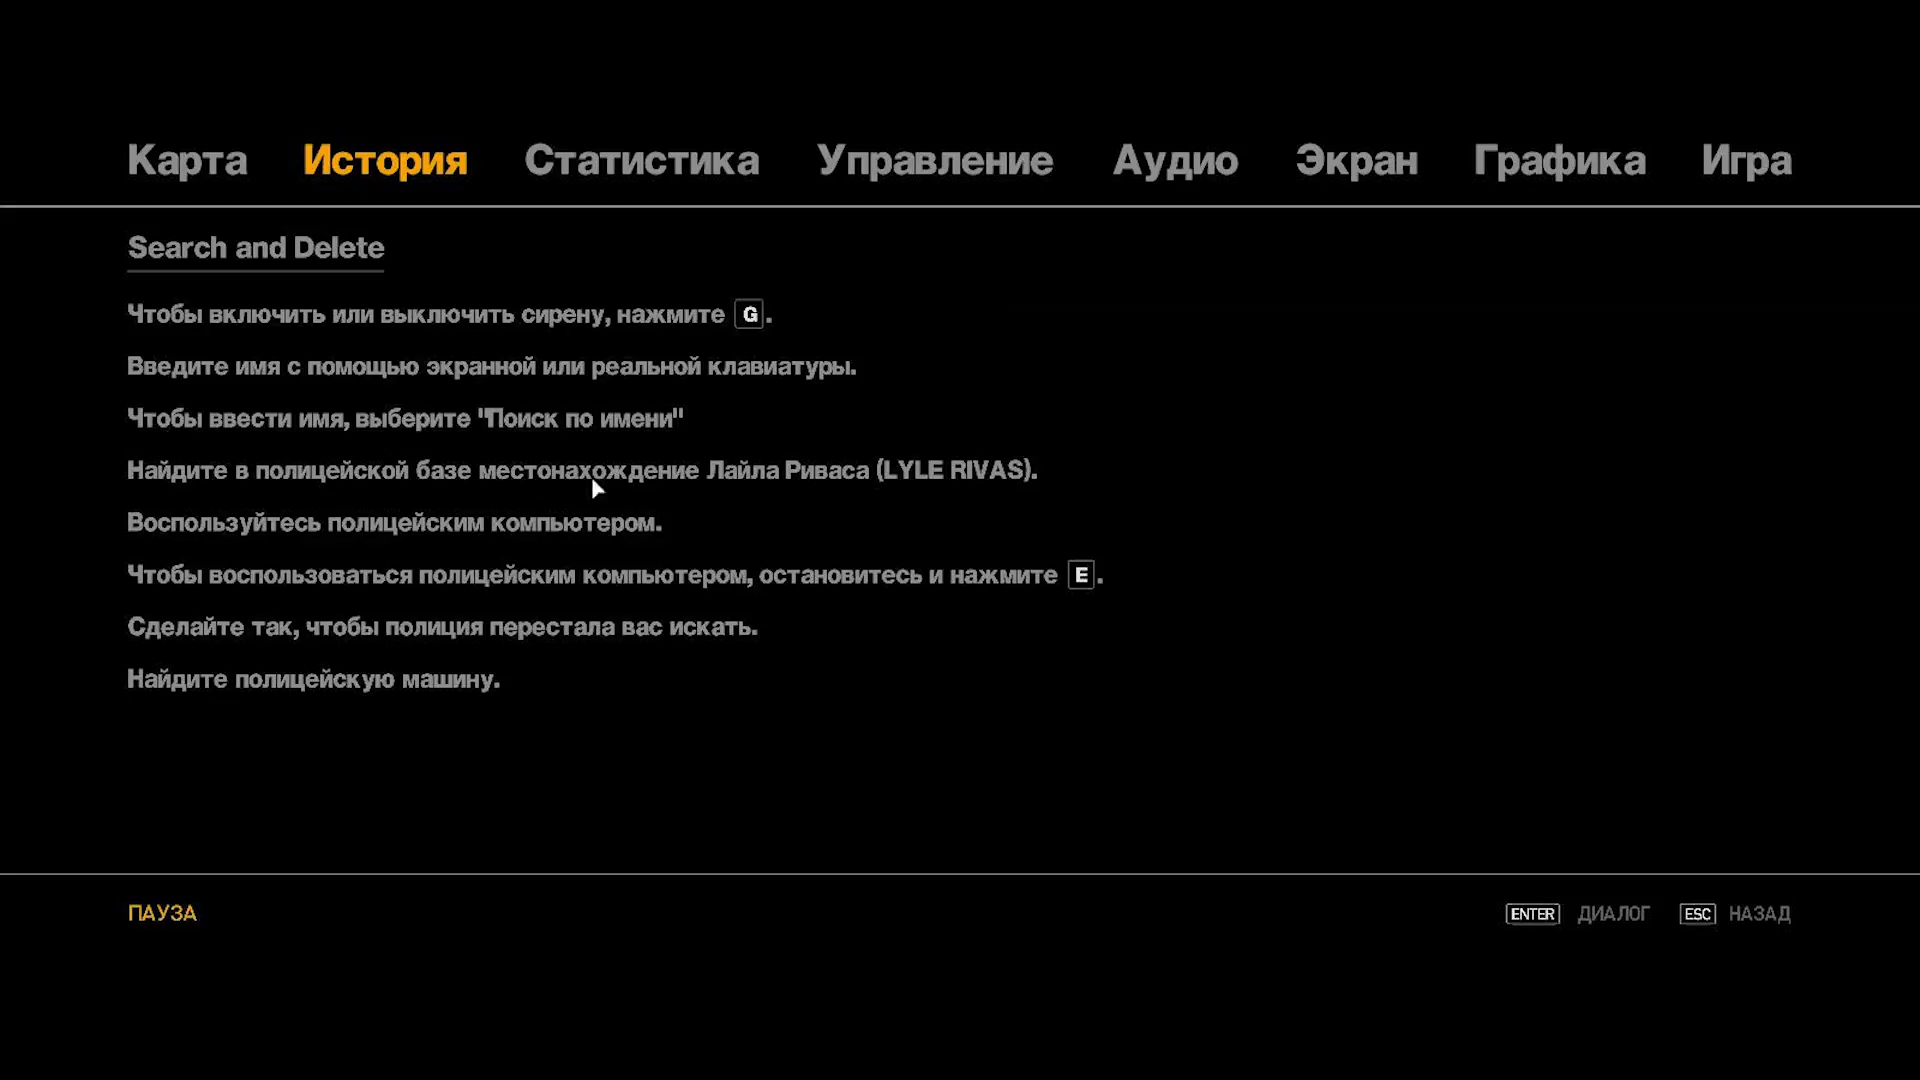 Карта История Статистика Управление Аудио Экран Графика Игра
Search and Delete
Чтобы включить или выключить сирену, нажмите G.
Введите имя с помощью экранной или реальной клавиатуры.
Чтобы ввести имя, выберите "Поиск по имени"
Найдите в полицейской базе местонахождение Лайла Риваса (LYLE RIVAS).
Воспользуйтесь полицейским компьютером.
Чтобы воспользоваться полицейским компьютером, остановитесь и нажмите E.
Сделайте так, чтобы полиция перестала вас искать.
Найдите полицейскую машину.
ПАУЗА ENTER ДИАЛОГ ESC НАЗАД